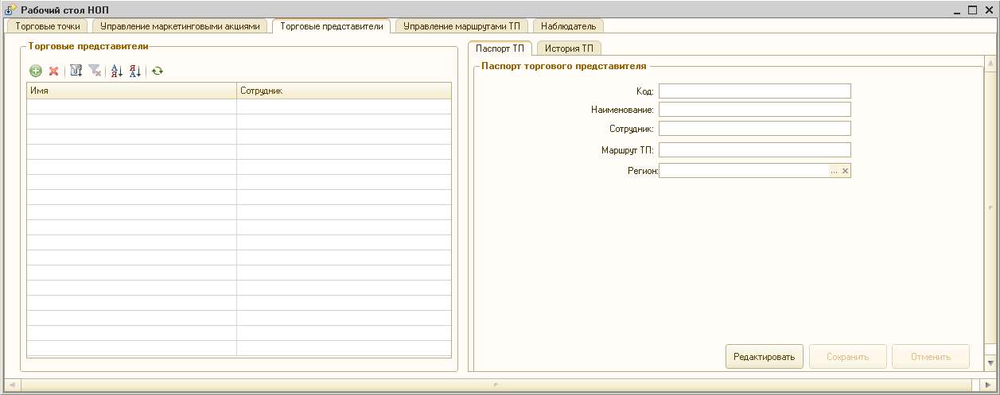 Рабочий стол НОП
Торговые точки Управление маркетинговыми акциями Торговые представители Управление маршрутами ТП Наблюдатель
Торговые представители
Имя Сотрудник
Паспорт ТП История ТП
Паспорт торгового представителя
Код:
Наименование:
Сотрудник:
Маршрут ТП:
Регион:
Редактировать Сохранить Отменить